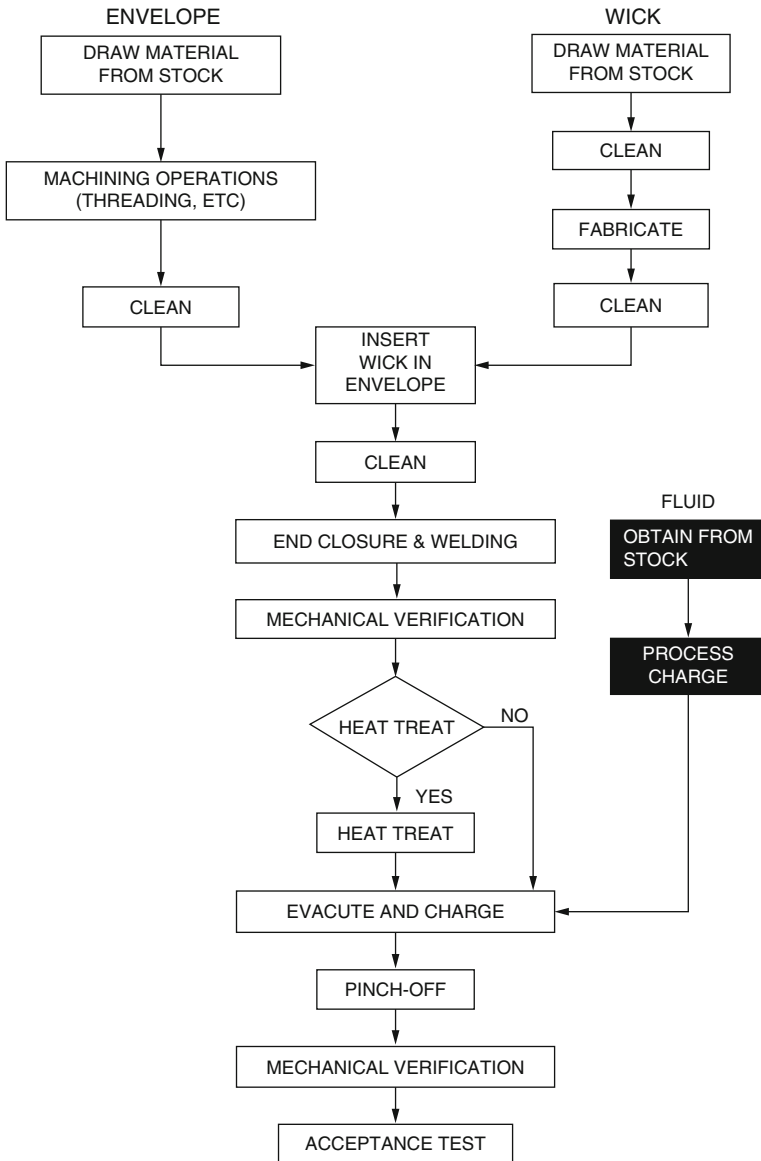 ENVELOPE
DRAW MATERIAL
FROM STOCK
MACHINING OPERATIONS
(THREADING, ETC)
CLEAN
WICK
DRAW MATERIAL
FROM STOCK
CLEAN
FABRICATE
CLEAN
INSERT
WICK IN
ENVELOPE
CLEAN
END CLOSURE & WELDING
MECHANICAL VERIFICATION
HEAT TREAT
NO
YES
HEAT TREAT
FLUID
OBTAIN FROM
STOCK
PROCESS
CHARGE
EVACUTE AND CHARGE
PINCH-OFF
MECHANICAL VERIFICATION
ACCEPTANCE TEST